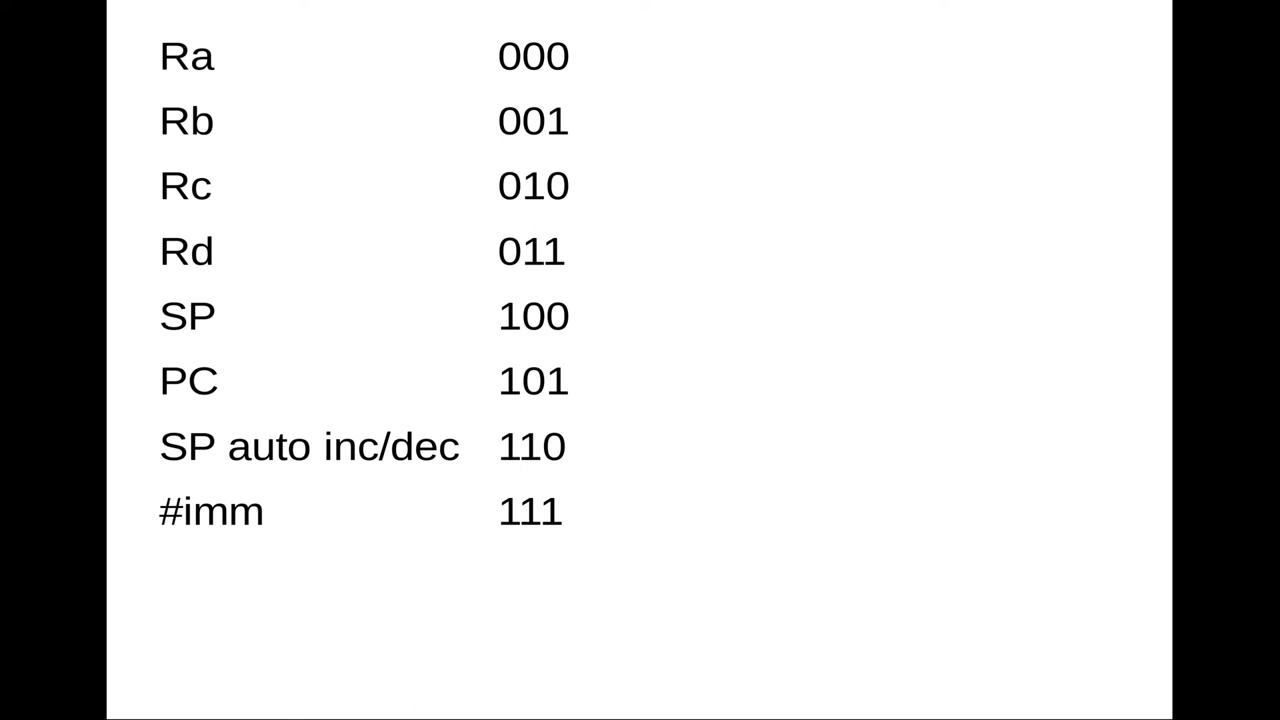 Ra 000
Rb 001
Rc 010
Rd 011
SP 100
PC 101
SP auto inc/dec 110
#imm 111